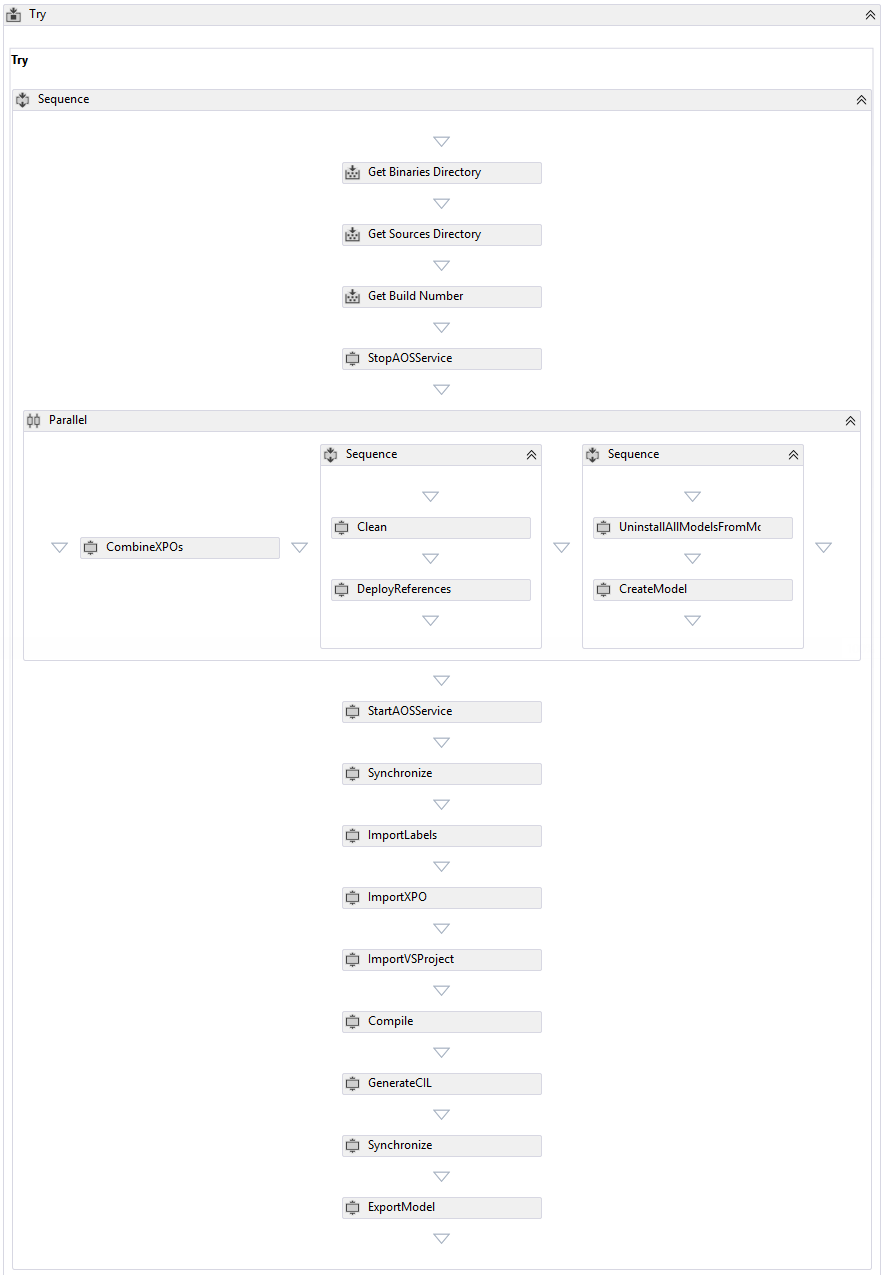 Try
Try
Sequence
Get Binaries Directory
Get Sources Directory
Get Build Number
StopAOSService
Parallel
CombineXPOs
Sequence
Clean
DeployReferences
Sequence
UninstallAllModelsFromMo
CreateModel
StartAOSService
Synchronize
ImportLabels
ImportXPO
ImportVSProject
Compile
GenerateCIL
Synchronize
ExportModel